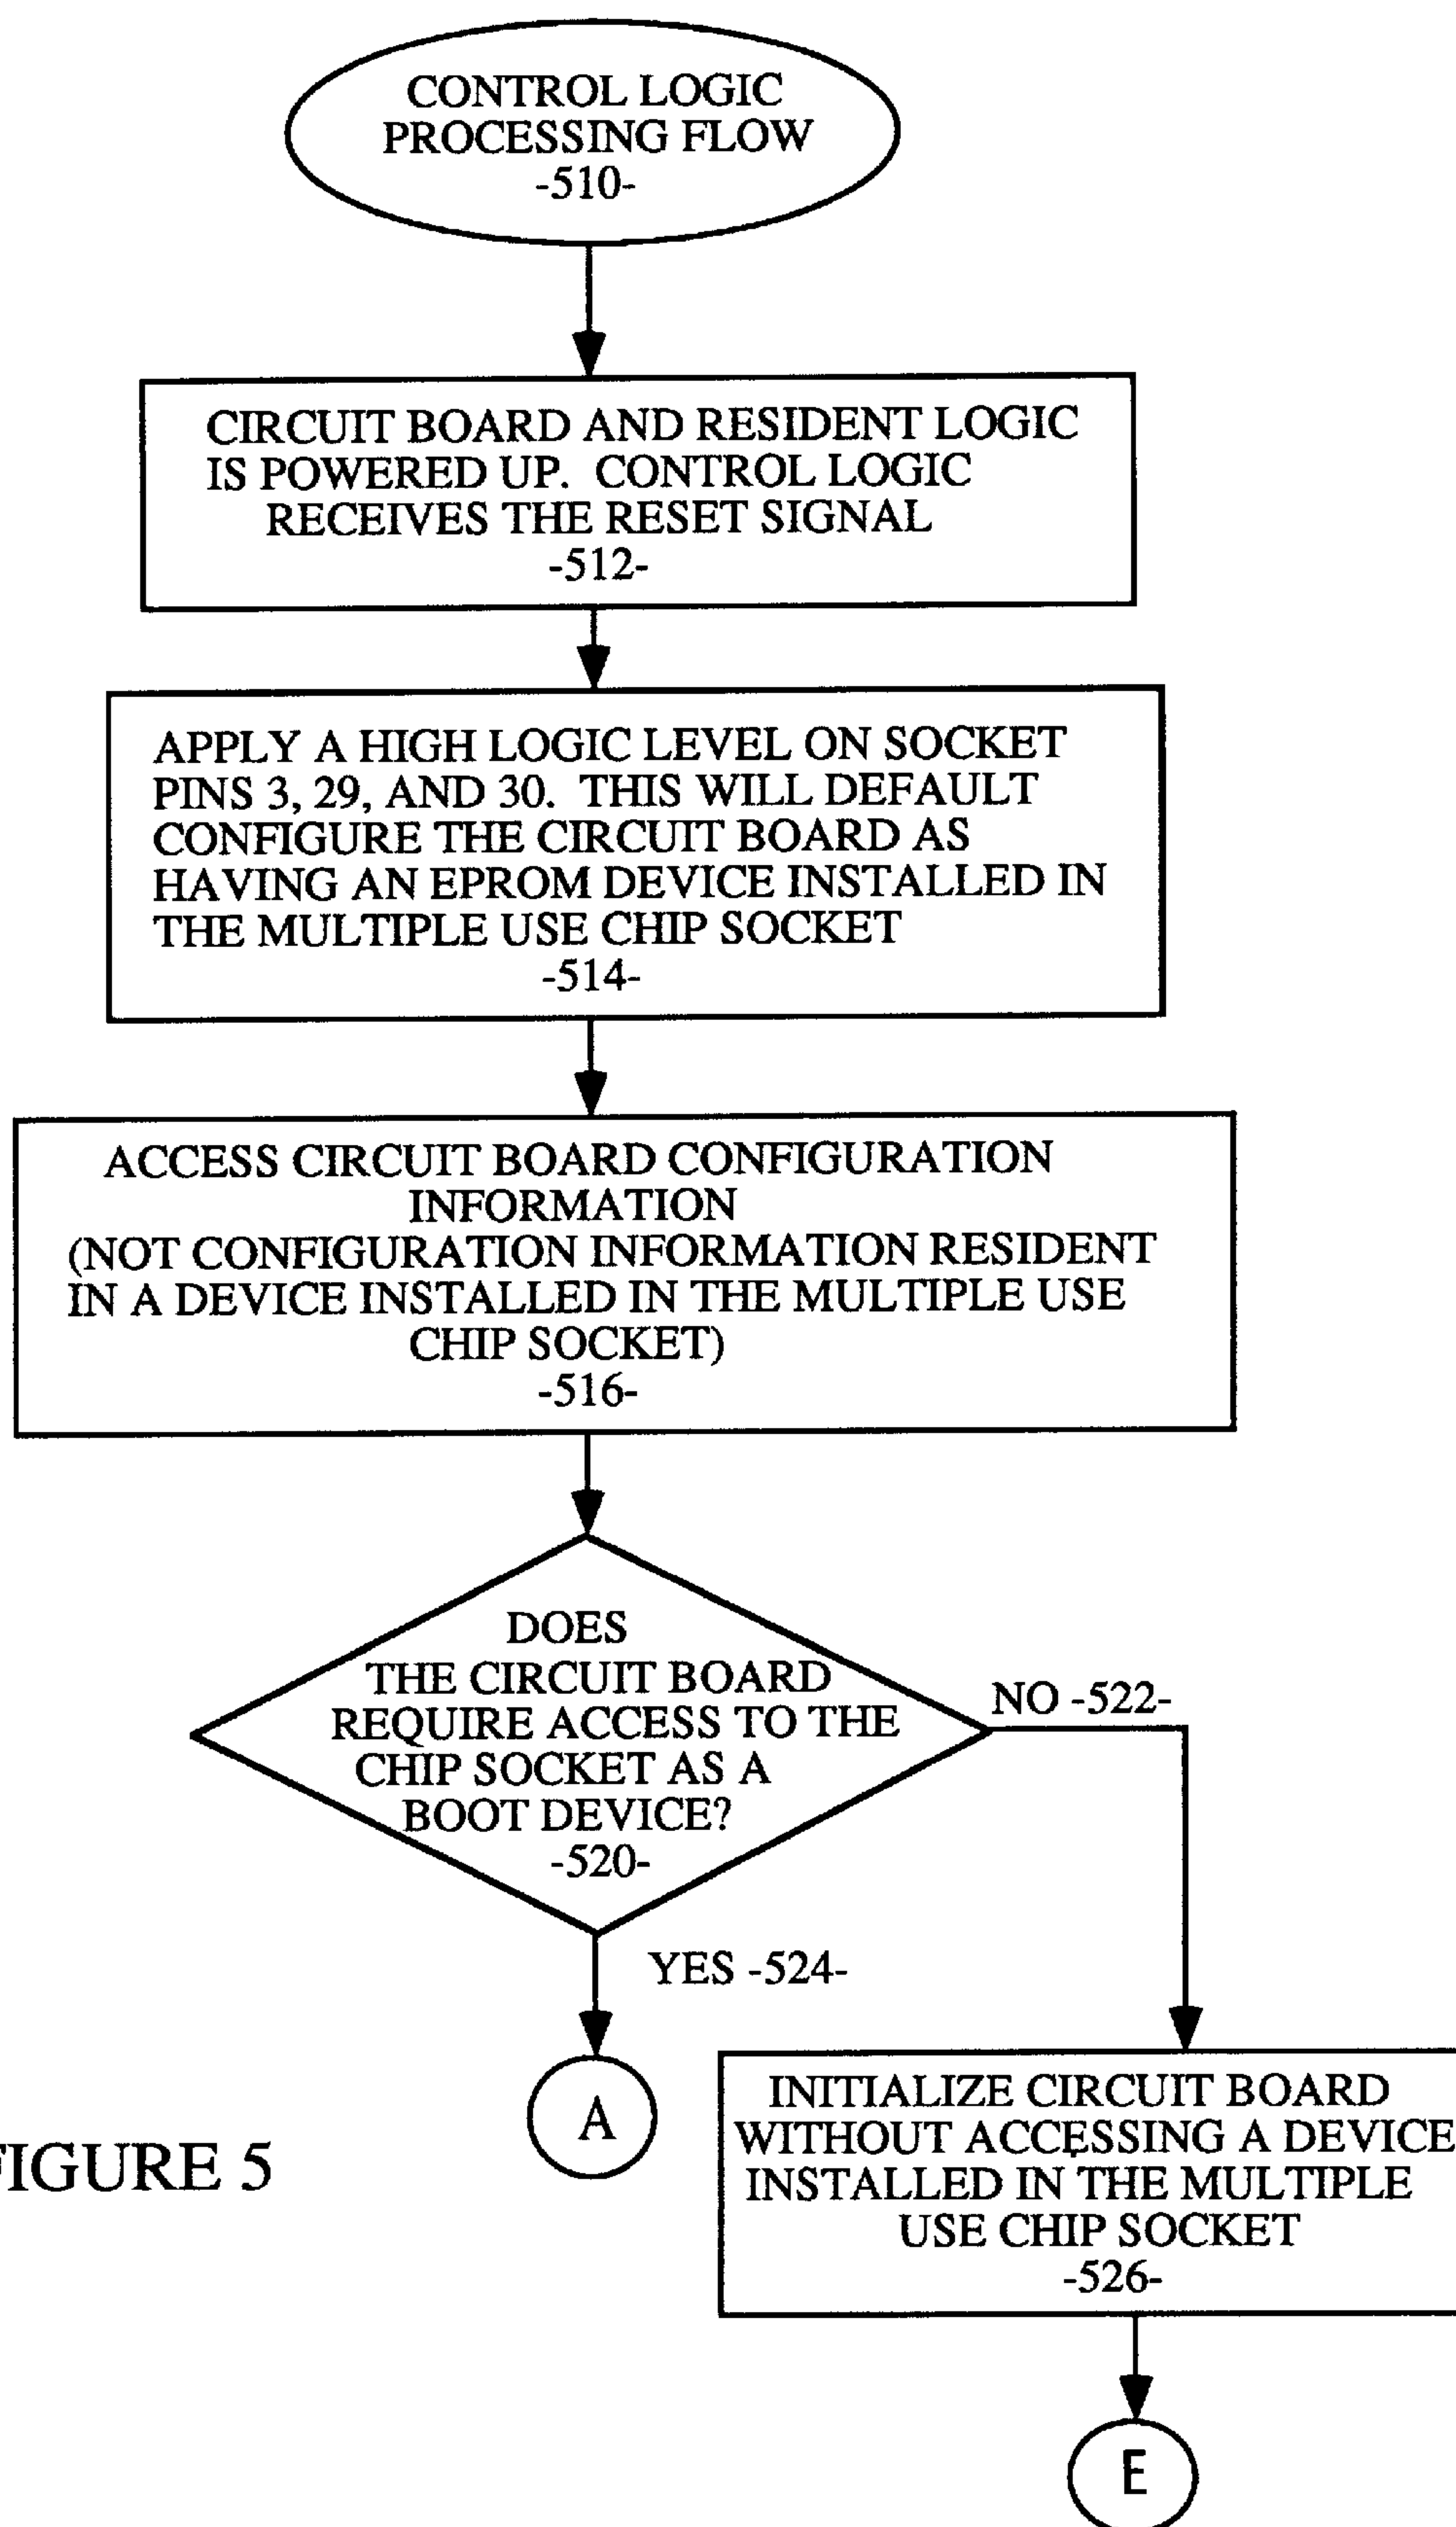 CONTROL LOGIC
PROCESSING FLOW
-510-
CIRCUIT BOARD AND RESIDENT LOGIC
IS POWERED UP. CONTROL LOGIC
RECEIVES THE RESET SIGNAL
-512-
APPLY A HIGH LOGIC LEVEL ON SOCKET
PINS 3, 29, AND 30. THIS WILL DEFAULT
CONFIGURE THE CIRCUIT BOARD AS
HAVING AN EPROM DEVICE INSTALLED IN
THE MULTIPLE USE CHIP SOCKET
-514-
ACCESS CIRCUIT BOARD CONFIGURATION
INFORMATION
(NOT CONFIGURATION INFORMATION RESIDENT
IN A DEVICE INSTALLED IN THE MULTIPLE USE
CHIP SOCKET)
-516-
DOES
THE CIRCUIT BOARD
REQUIRE ACCESS TO THE
CHIP SOCKET AS A
BOOT DEVICE?
-520-
NO -522-
YES -524-
A
INITIALIZE CIRCUIT BOARD
WITHOUT ACCESSING A DEVICE
INSTALLED IN THE MULTIPLE
USE CHIP SOCKET
-526-
E
FIGURE 5